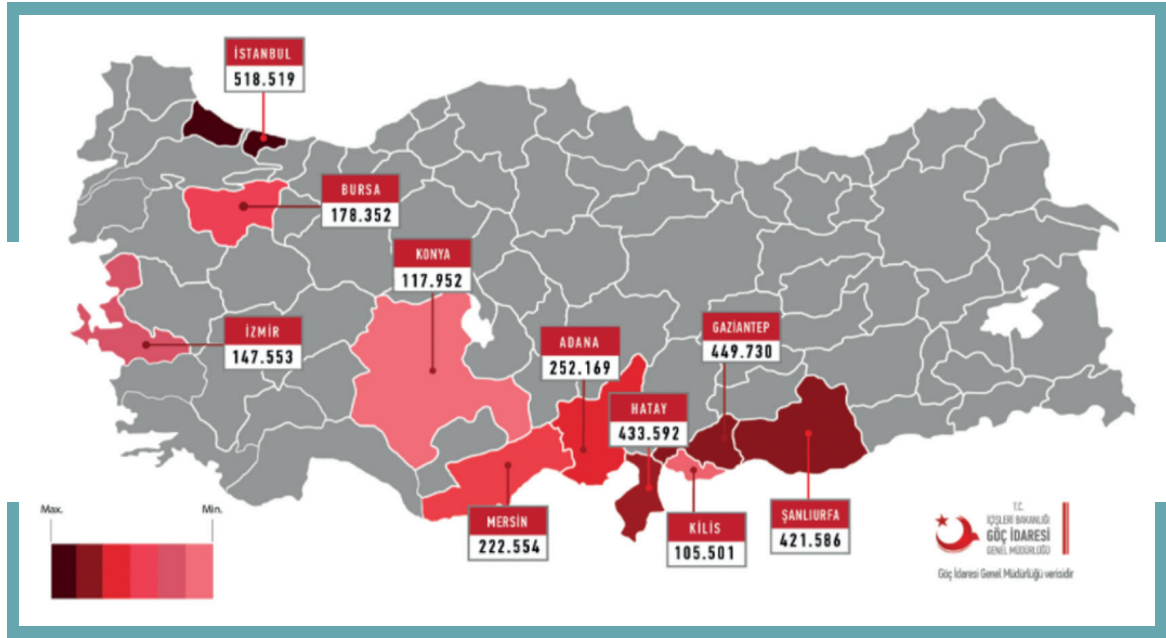 İSTANBUL
518.519
BURSA
178.352
KONYA
117.952
İZMİR
147.553
ADANA
252.169
GAZİANTEP
449.730
HATAY
433.592
MERSİN
222.554
KİLİS
105.501
ŞANLIURFA
421.586
Max.
Min.
T.C.
İÇİŞLERİ BAKANLIĞI
GÖÇ İDARESİ
GENEL MÜDÜRLÜĞÜ
Göç İdaresi Genel Müdürlüğü verisidir